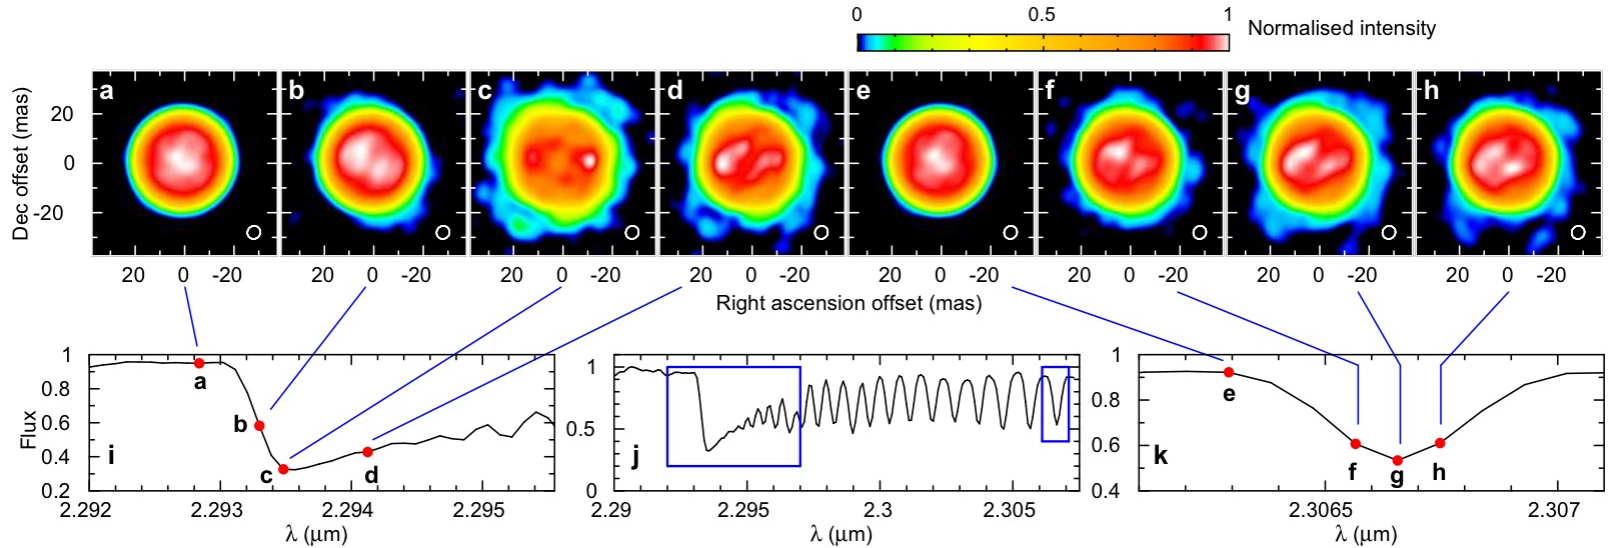 0 0.5 1 Normalised intensity
a b c d e f g h
Dec offset (mas)
20
0
-20
20 0 -20 20 0 -20 20 0 -20 20 0 -20 20 0 -20 20 0 -20 20 0 -20 20 0 -20
Right ascension offset (mas)
Flux
1
0.8
0.6
0.4
0.2
a
b
c
d
i
2.292 2.293 2.294 2.295
λ (μm)
1
0.5
0
j
2.29 2.295 2.3 2.305
λ (μm)
1
0.8
0.6
0.4
e
f
g
h
k
2.3065 2.307
λ (μm)